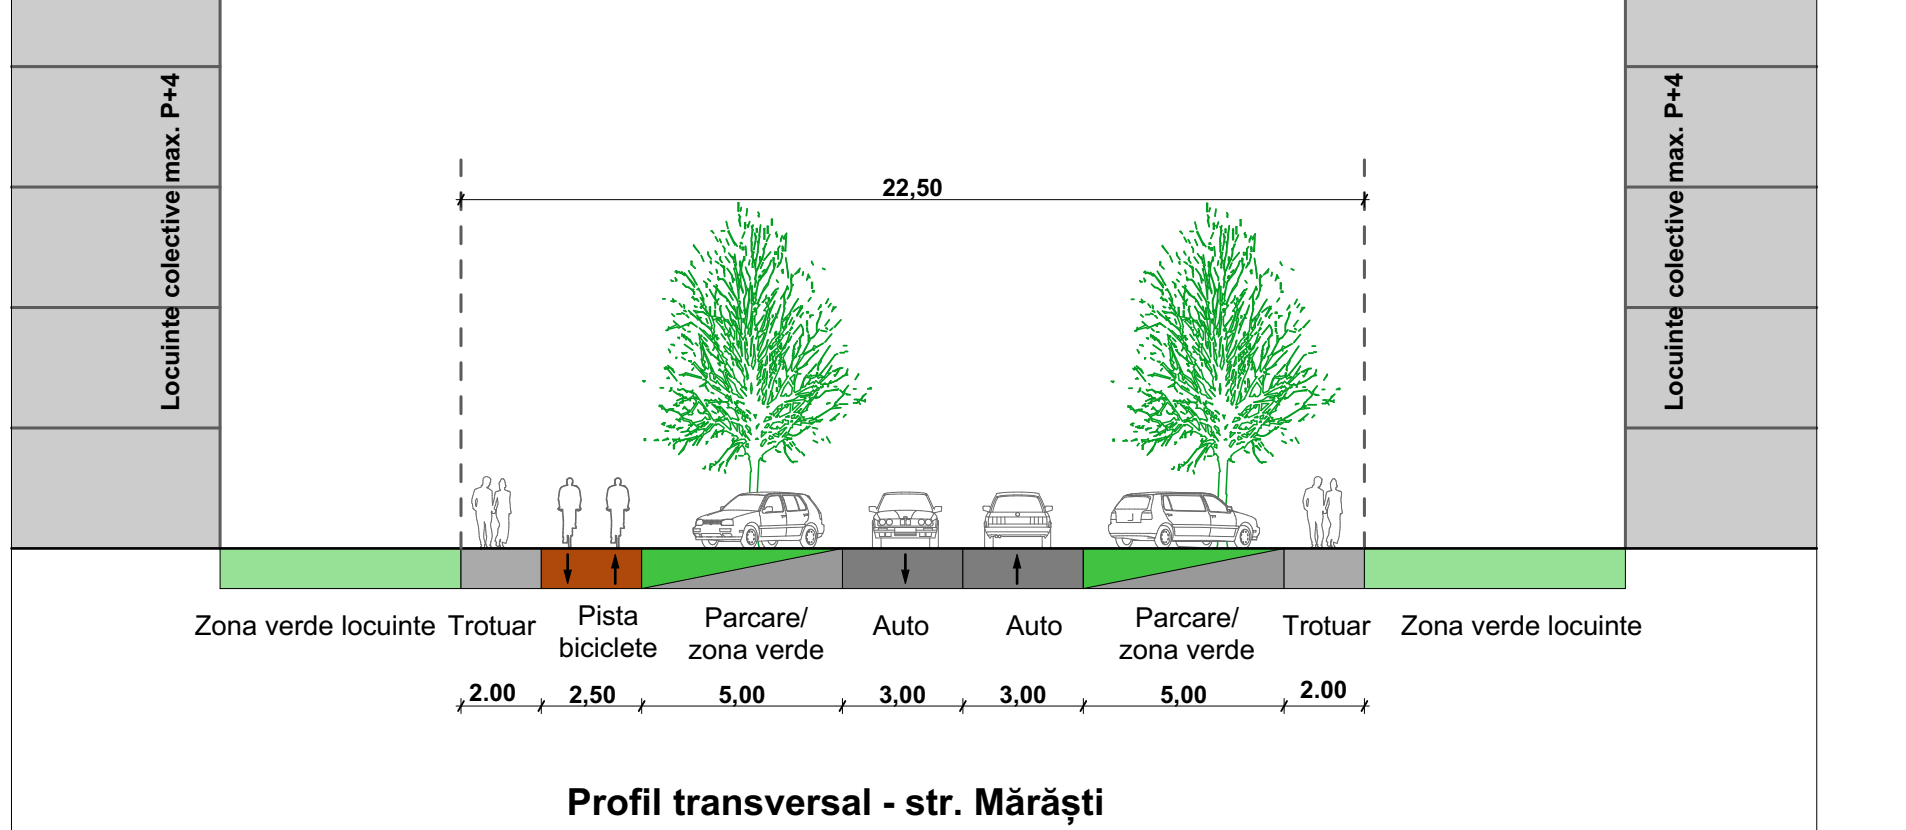 Locuinte colective max. P+4
Locuinte colective max. P+4
22,50
Zona verde locuinte
Trotuar
Pista
biciclete
Parcare/
zona verde
Auto
Auto
Parcare/
zona verde
Trotuar
Zona verde locuinte
2.00
2,50
5,00
3,00
3,00
5,00
2.00
Profil transversal - str. Mărăști